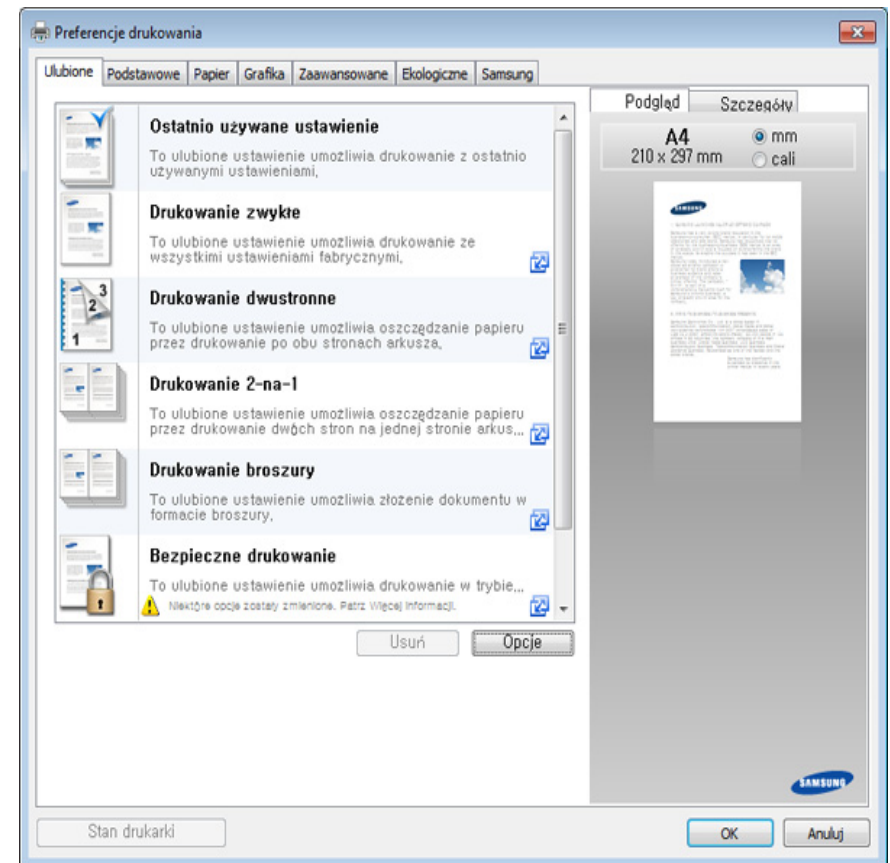 Preferencje drukowania
Ulubione Podstawowe Papier Grafika Zaawansowane Ekologiczne Samsung
Ostatnio używane ustawienie
To ulubione ustawienie umożliwia drukowanie z ostatnio
używanymi ustawieniami.
Drukowanie zwykłe
To ulubione ustawienie umożliwia drukowanie ze
wszystkimi ustawieniami fabrycznymi.
3
2
1
Drukowanie dwustronne
To ulubione ustawienie umożliwia oszczędzanie papieru
przez drukowanie po obu stronach arkusza.
Drukowanie 2-na-1
To ulubione ustawienie umożliwia oszczędzanie papieru
przez drukowanie dwóch stron na jednej stronie arkus...
Drukowanie broszury
To ulubione ustawienie umożliwia złożenie dokumentu w
formacie broszury.
Bezpieczne drukowanie
To ulubione ustawienie umożliwia drukowanie w trybie...
Niektóre opcje zostały zmienione. Patrz Więcej informacji.
Usuń Opcje
Podgląd Szczegóły
A4
210 x 297 mm
mm
cali
SAMSUNG
SAMSUNG
Stan drukarki OK Anuluj